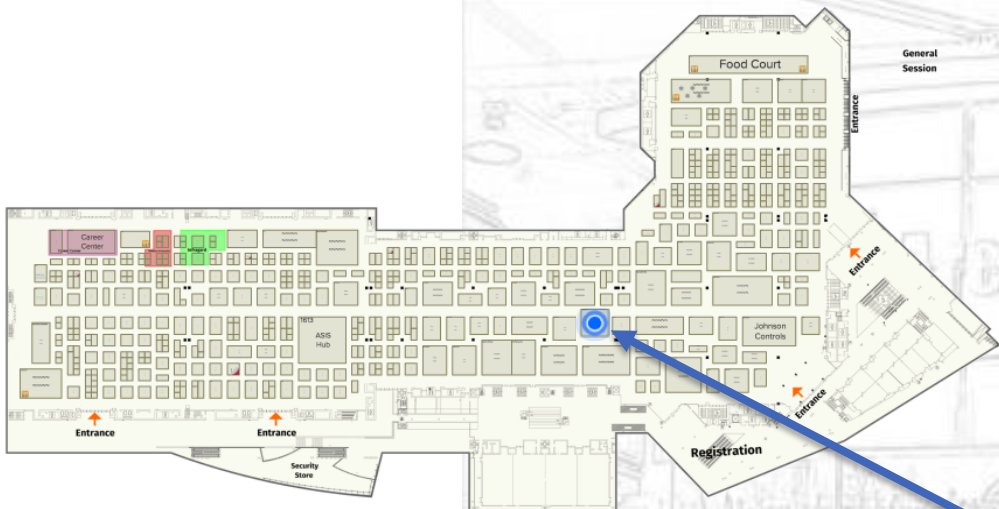 Food Court
General
Session
Entrance
Career
Center
Entrance
1613
ASIS
Hub
Johnson
Controls
Entrance
Entrance
Entrance
Registration
Security
Store